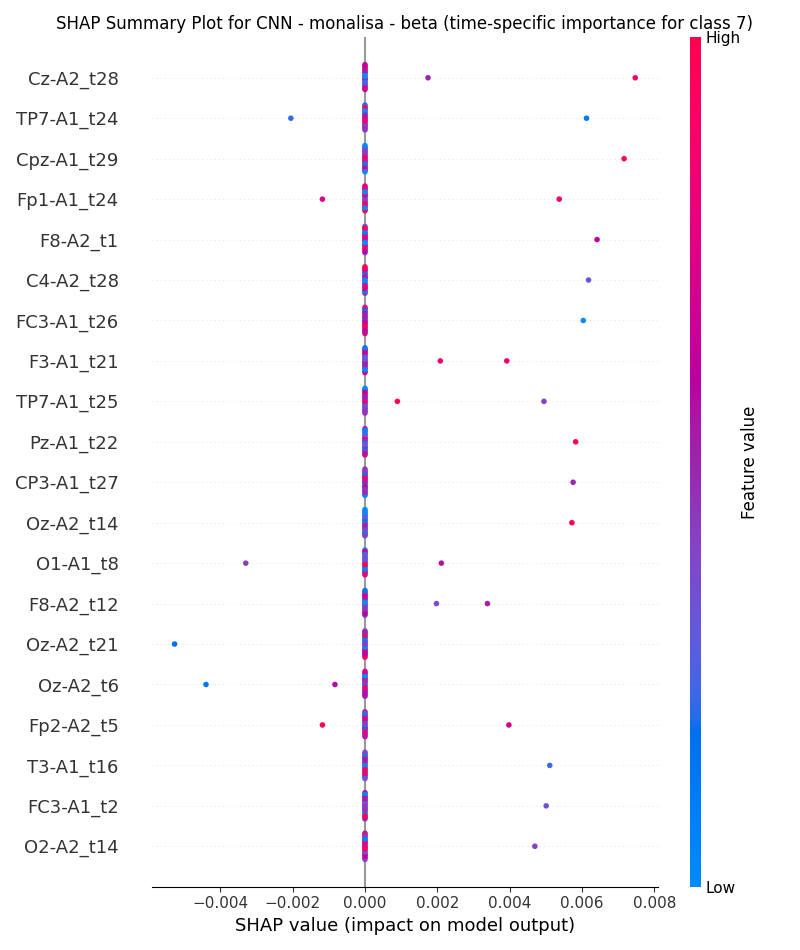 SHAP Summary Plot for CNN - monalisa - beta (time-specific importance for class 7)
High
Cz-A2_t28
TP7-A1_t24
Cpz-A1_t29
Fp1-A1_t24
F8-A2_t1
C4-A2_t28
FC3-A1_t26
F3-A1_t21
TP7-A1_t25
Pz-A1_t22
CP3-A1_t27
Oz-A2_t14
O1-A1_t8
F8-A2_t12
Oz-A2_t21
Oz-A2_t6
Fp2-A2_t5
T3-A1_t16
FC3-A1_t2
O2-A2_t14
Feature value
Low
−0.004 −0.002 0.000 0.002 0.004 0.006 0.008
SHAP value (impact on model output)